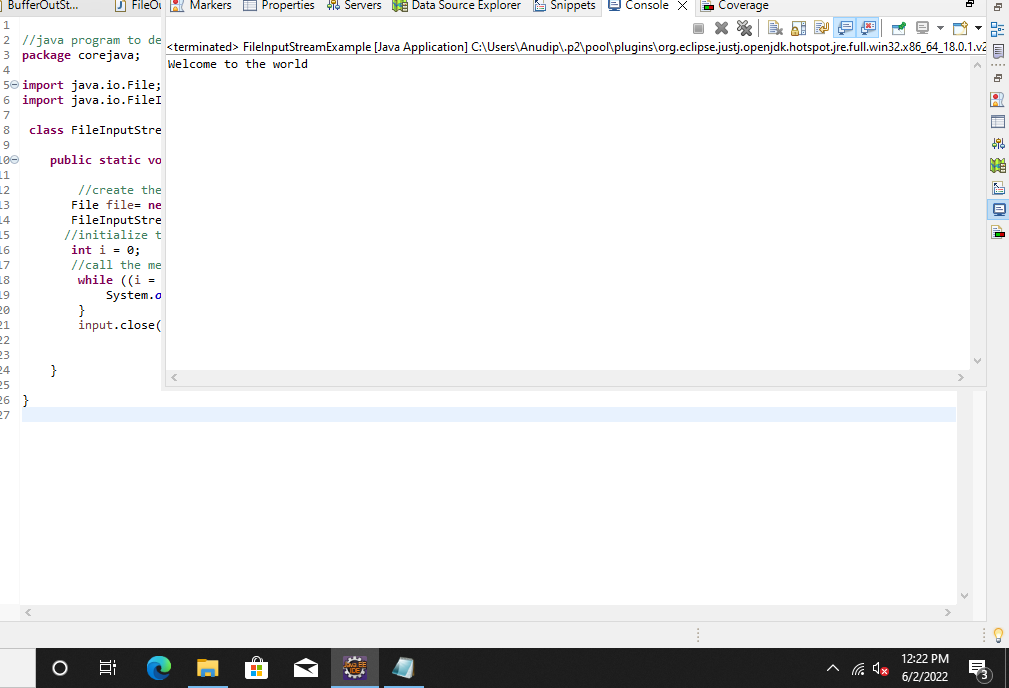 BufferOutSt...
FileOu
Markers
Properties
Servers
Data Source Explorer
Snippets
Console
Coverage
<terminated> FileInputStreamExample [Java Application] C:\Users\Anudip\.p2\pool\plugins\org.eclipse.justj.openjdk.hotspot.jre.full.win32.x86_64_18.0.1.v2
Welcome to the world
1
2 //java program to de
3 package corejava;
4
5 import java.io.File;
6 import java.io.FileI
7
8 class FileInputStre
9
10 public static vo
11
12 //create the
13 File file= ne
14 FileInputStre
15 //initialize t
16 int i = 0;
17 //call the me
18 while ((i =
19 System.o
20 }
21 input.close(
22
23
24 }
25
26 }
27
JAVA EE
IDE
12:22 PM
6/2/2022
3